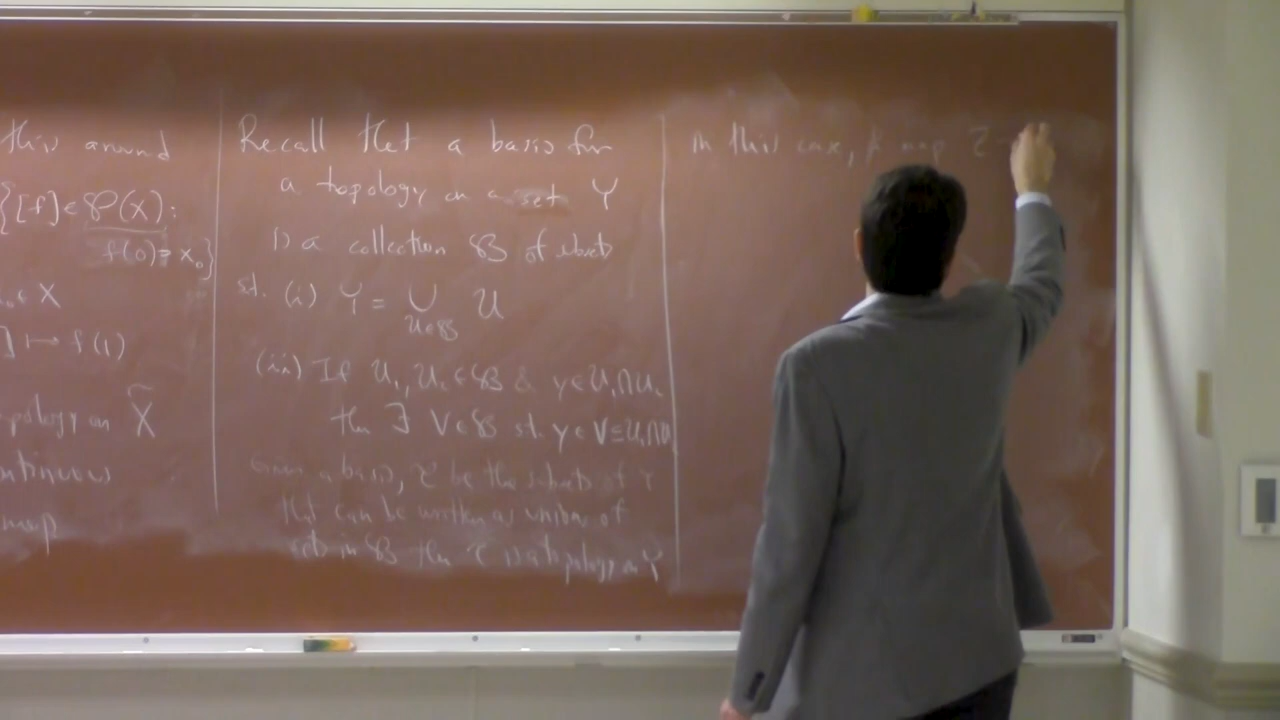 this around
{[f] ∈ 𝒫(X):
f(0) = x₀}
∈ X
] ↦ f(1)
pology on X̃
ntinuous
map
Recall that a basis for
a topology on a set Y
is a collection ℬ of subsets
st. (i) Y = ⋃ U
U∈ℬ
(ii) If U₁, U₂ ∈ ℬ & y ∈ U₁∩U₂
then ∃ V ∈ ℬ st. y ∈ V ⊆ U₁∩U
Given a basis, τ be the subsets of Y
that can be written as unions of
sets in ℬ then τ is a topology on Y
in this case, a map Z →